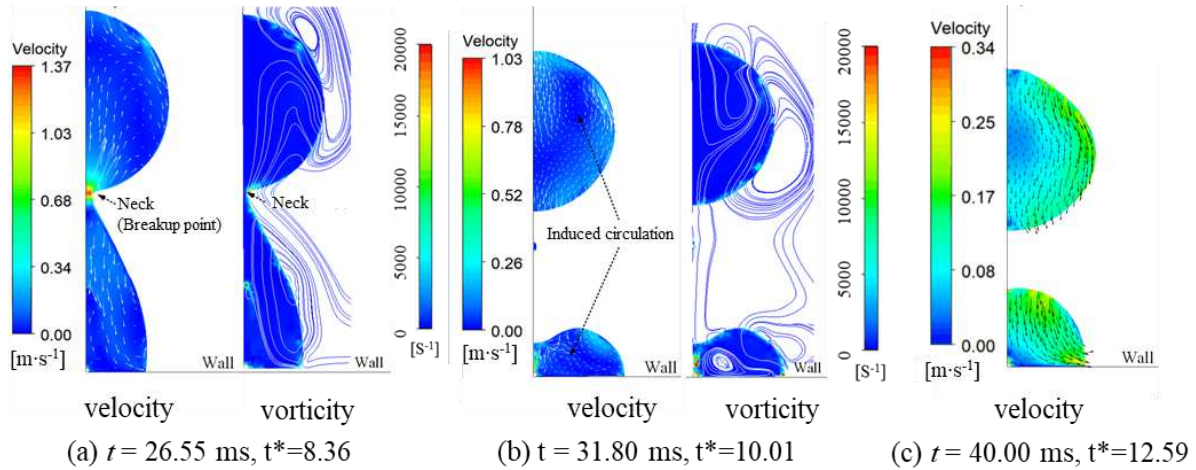 Velocity
1.37
1.03
0.68
0.34
0.00
[m·s⁻¹]
Neck
(Breakup point)
Wall
velocity
Neck
Wall
vorticity
20000
15000
10000
5000
0
[S⁻¹]
(a) t = 26.55 ms, t*=8.36
Velocity
1.03
0.78
0.52
0.26
0.00
[m·s⁻¹]
Induced circulation
Wall
velocity
Wall
vorticity
20000
15000
10000
5000
0
[S⁻¹]
(b) t = 31.80 ms, t*=10.01
Velocity
0.34
0.25
0.17
0.08
0.00
[m·s⁻¹]
Wall
velocity
(c) t = 40.00 ms, t*=12.59